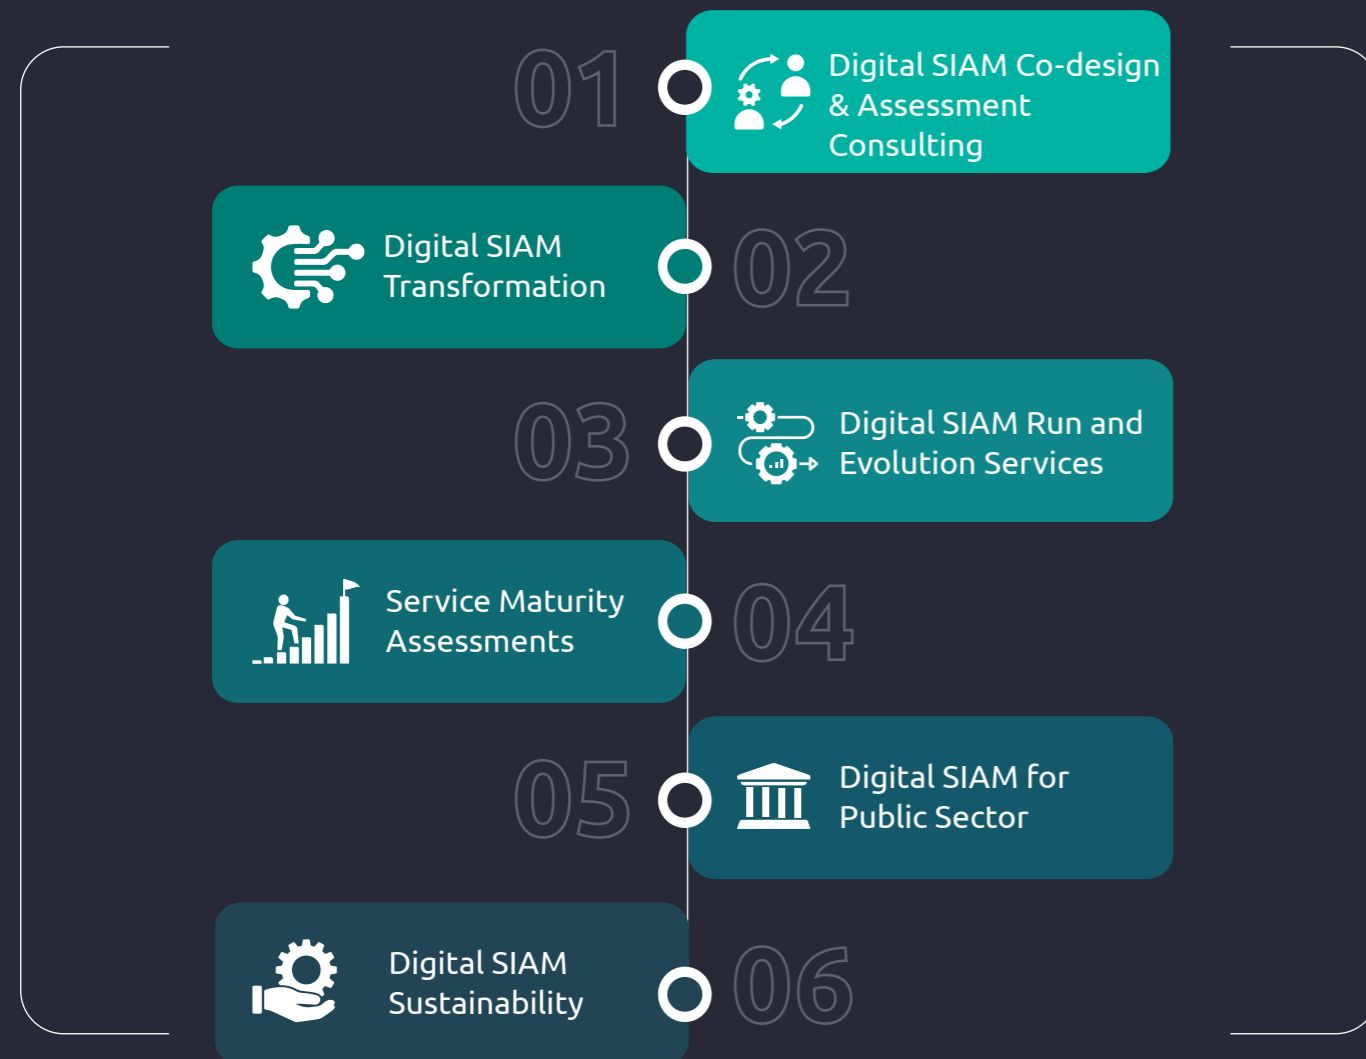 01
Digital SIAM Co-design
& Assessment
Consulting
Digital SIAM
Transformation
02
03
Digital SIAM Run and
Evolution Services
Service Maturity
Assessments
04
05
Digital SIAM for
Public Sector
Digital SIAM
Sustainability
06